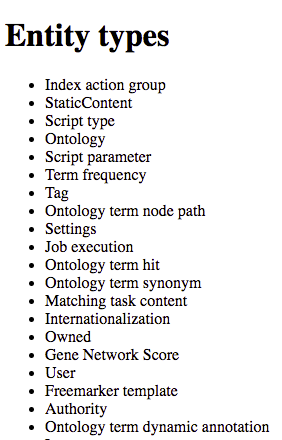 Entity types
Index action group
StaticContent
Script type
Ontology
Script parameter
Term frequency
Tag
Ontology term node path
Settings
Job execution
Ontology term hit
Ontology term synonym
Matching task content
Internationalization
Owned
Gene Network Score
User
Freemarker template
Authority
Ontology term dynamic annotation